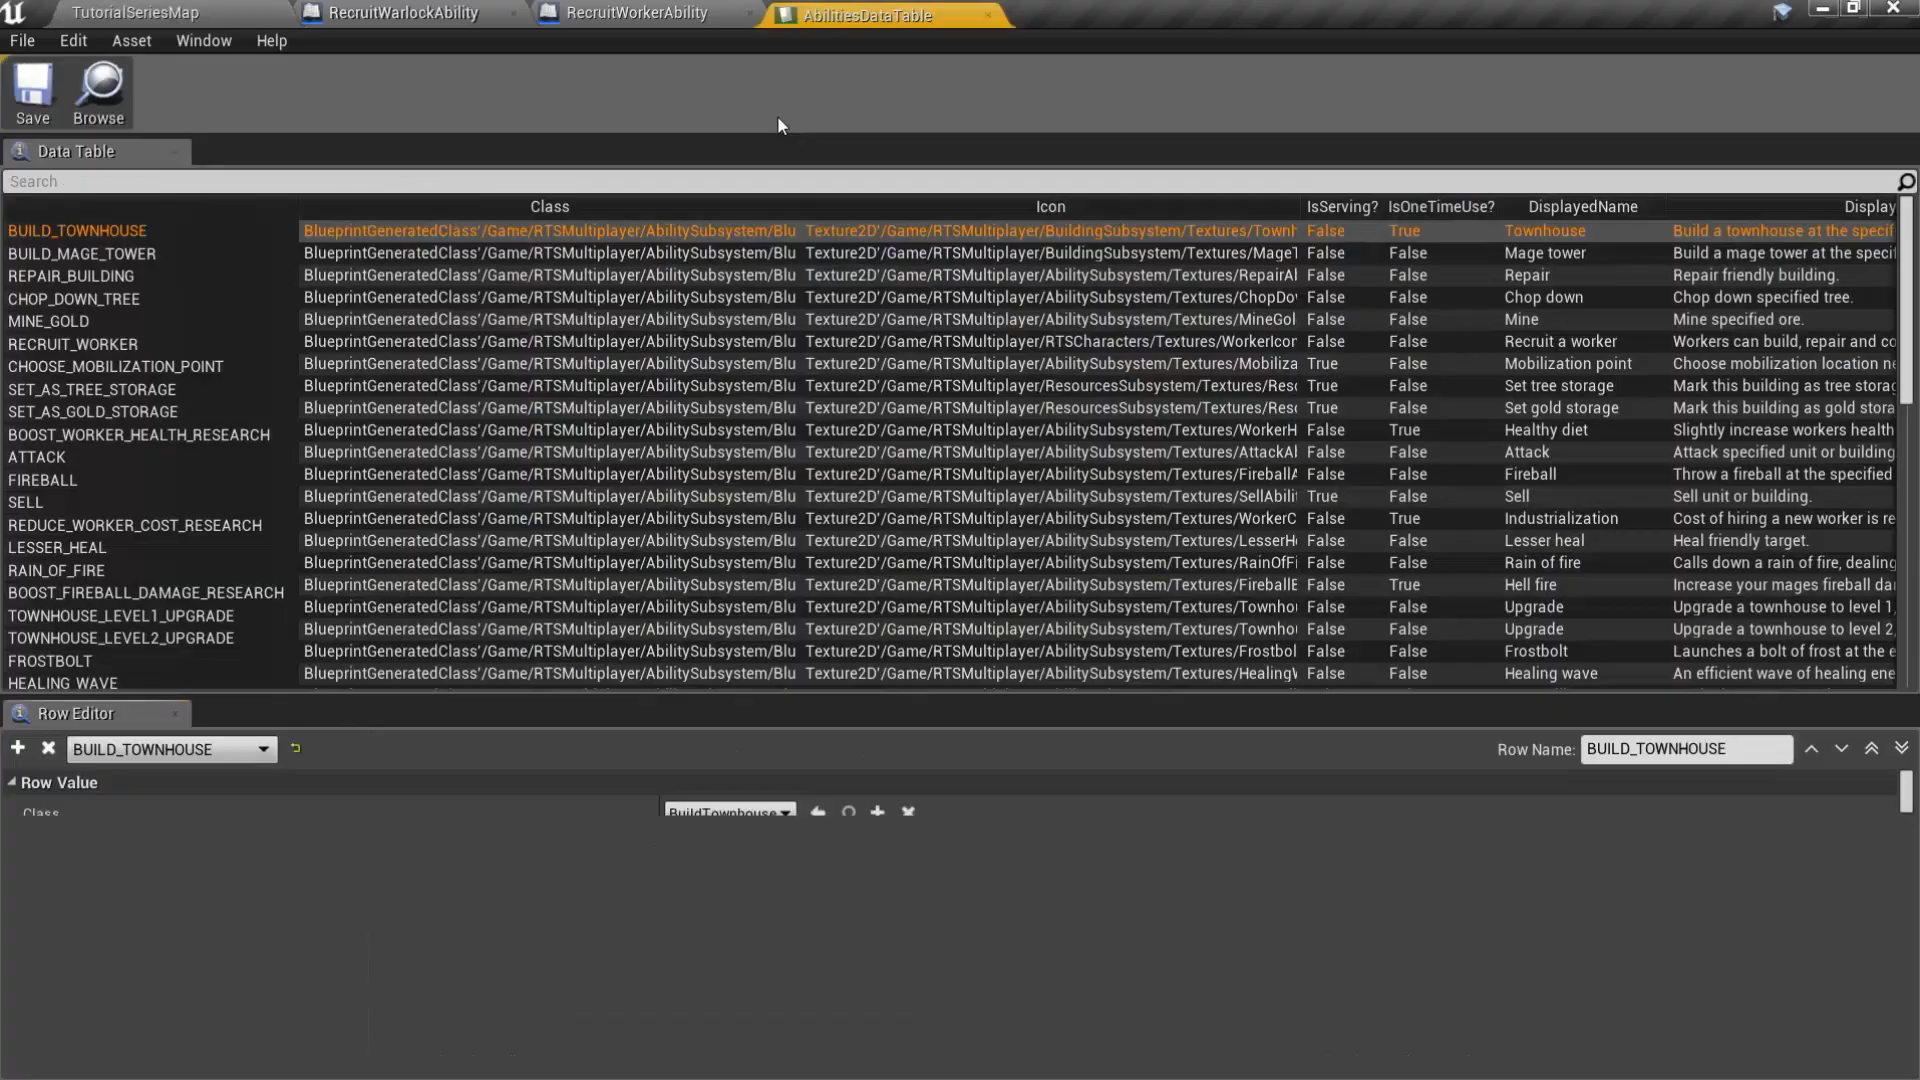 TutorialSeriesMap RecruitWarlockAbility RecruitWorkerAbility AbilitiesDataTable
File Edit Asset Window Help
Save Browse
Data Table
Search
Class Icon IsServing? IsOneTimeUse? DisplayedName Display
BUILD_TOWNHOUSE BlueprintGeneratedClass'/Game/RTSMultiplayer/AbilitySubsystem/Blu Texture2D'/Game/RTSMultiplayer/BuildingSubsystem/Textures/Townh False True Townhouse Build a townhouse at the specif
BUILD_MAGE_TOWER BlueprintGeneratedClass'/Game/RTSMultiplayer/AbilitySubsystem/Blu Texture2D'/Game/RTSMultiplayer/BuildingSubsystem/Textures/MageT False False Mage tower Build a mage tower at the specif
REPAIR_BUILDING BlueprintGeneratedClass'/Game/RTSMultiplayer/AbilitySubsystem/Blu Texture2D'/Game/RTSMultiplayer/BuildingSubsystem/Textures/RepairAl False False Repair Repair friendly building.
CHOP_DOWN_TREE BlueprintGeneratedClass'/Game/RTSMultiplayer/AbilitySubsystem/Blu Texture2D'/Game/RTSMultiplayer/AbilitySubsystem/Textures/ChopDo False False Chop down Chop down specified tree.
MINE_GOLD BlueprintGeneratedClass'/Game/RTSMultiplayer/AbilitySubsystem/Blu Texture2D'/Game/RTSMultiplayer/AbilitySubsystem/Textures/MineGol False False Mine Mine specified ore.
RECRUIT_WORKER BlueprintGeneratedClass'/Game/RTSMultiplayer/AbilitySubsystem/Blu Texture2D'/Game/RTSMultiplayer/RTSCharacters/Textures/WorkerIcon False False Recruit a worker Workers can build, repair and co
CHOOSE_MOBILIZATION_POINT BlueprintGeneratedClass'/Game/RTSMultiplayer/AbilitySubsystem/Blu Texture2D'/Game/RTSMultiplayer/AbilitySubsystem/Textures/Mobiliza True False Mobilization point Choose mobilization location ne
SET_AS_TREE_STORAGE BlueprintGeneratedClass'/Game/RTSMultiplayer/AbilitySubsystem/Blu Texture2D'/Game/RTSMultiplayer/ResourcesSubsystem/Textures/Resc True False Set tree storage Mark this building as tree storag
SET_AS_GOLD_STORAGE BlueprintGeneratedClass'/Game/RTSMultiplayer/AbilitySubsystem/Blu Texture2D'/Game/RTSMultiplayer/ResourcesSubsystem/Textures/Resc True False Set gold storage Mark this building as gold stora
BOOST_WORKER_HEALTH_RESEARCH BlueprintGeneratedClass'/Game/RTSMultiplayer/AbilitySubsystem/Blu Texture2D'/Game/RTSMultiplayer/AbilitySubsystem/Textures/WorkerH False True Healthy diet Slightly increase workers health
ATTACK BlueprintGeneratedClass'/Game/RTSMultiplayer/AbilitySubsystem/Blu Texture2D'/Game/RTSMultiplayer/AbilitySubsystem/Textures/AttackAl False False Attack Attack specified unit or building
FIREBALL BlueprintGeneratedClass'/Game/RTSMultiplayer/AbilitySubsystem/Blu Texture2D'/Game/RTSMultiplayer/AbilitySubsystem/Textures/FireballA False False Fireball Throw a fireball at the specified
SELL BlueprintGeneratedClass'/Game/RTSMultiplayer/AbilitySubsystem/Blu Texture2D'/Game/RTSMultiplayer/AbilitySubsystem/Textures/SellAbili True False Sell Sell unit or building.
REDUCE_WORKER_COST_RESEARCH BlueprintGeneratedClass'/Game/RTSMultiplayer/AbilitySubsystem/Blu Texture2D'/Game/RTSMultiplayer/AbilitySubsystem/Textures/WorkerC False True Industrialization Cost of hiring a new worker is re
LESSER_HEAL BlueprintGeneratedClass'/Game/RTSMultiplayer/AbilitySubsystem/Blu Texture2D'/Game/RTSMultiplayer/AbilitySubsystem/Textures/LesserHe False False Lesser heal Heal friendly target.
RAIN_OF_FIRE BlueprintGeneratedClass'/Game/RTSMultiplayer/AbilitySubsystem/Blu Texture2D'/Game/RTSMultiplayer/AbilitySubsystem/Textures/RainOfFi False False Rain of fire Calls down a rain of fire, dealing
BOOST_FIREBALL_DAMAGE_RESEARCH BlueprintGeneratedClass'/Game/RTSMultiplayer/AbilitySubsystem/Blu Texture2D'/Game/RTSMultiplayer/AbilitySubsystem/Textures/FireballE False True Hell fire Increase your mages fireball da
TOWNHOUSE_LEVEL1_UPGRADE BlueprintGeneratedClass'/Game/RTSMultiplayer/AbilitySubsystem/Blu Texture2D'/Game/RTSMultiplayer/AbilitySubsystem/Textures/Townhou False False Upgrade Upgrade a townhouse to level 1,
TOWNHOUSE_LEVEL2_UPGRADE BlueprintGeneratedClass'/Game/RTSMultiplayer/AbilitySubsystem/Blu Texture2D'/Game/RTSMultiplayer/AbilitySubsystem/Textures/Townhou False False Upgrade Upgrade a townhouse to level 2,
FROSTBOLT BlueprintGeneratedClass'/Game/RTSMultiplayer/AbilitySubsystem/Blu Texture2D'/Game/RTSMultiplayer/AbilitySubsystem/Textures/Frostbol False False Frostbolt Launches a bolt of frost at the e
HEALING_WAVE BlueprintGeneratedClass'/Game/RTSMultiplayer/AbilitySubsystem/Blu Texture2D'/Game/RTSMultiplayer/AbilitySubsystem/Textures/HealingW False False Healing wave An efficient wave of healing ene
Row Editor
BUILD_TOWNHOUSE Row Name: BUILD_TOWNHOUSE
Row Value
Class BuildTownhouse